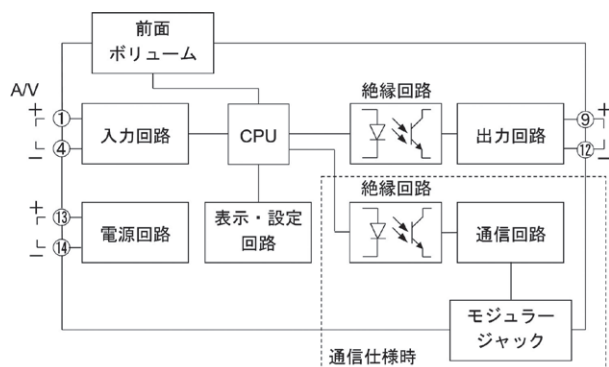 前面
ボリューム
A/V
+
①
④
−
入力回路
CPU
絶縁回路
出力回路
⑨
+
⑫
−
+
⑬
⑭
−
電源回路
表示・設定
回路
絶縁回路
通信回路
モジュラー
ジャック
通信仕様時